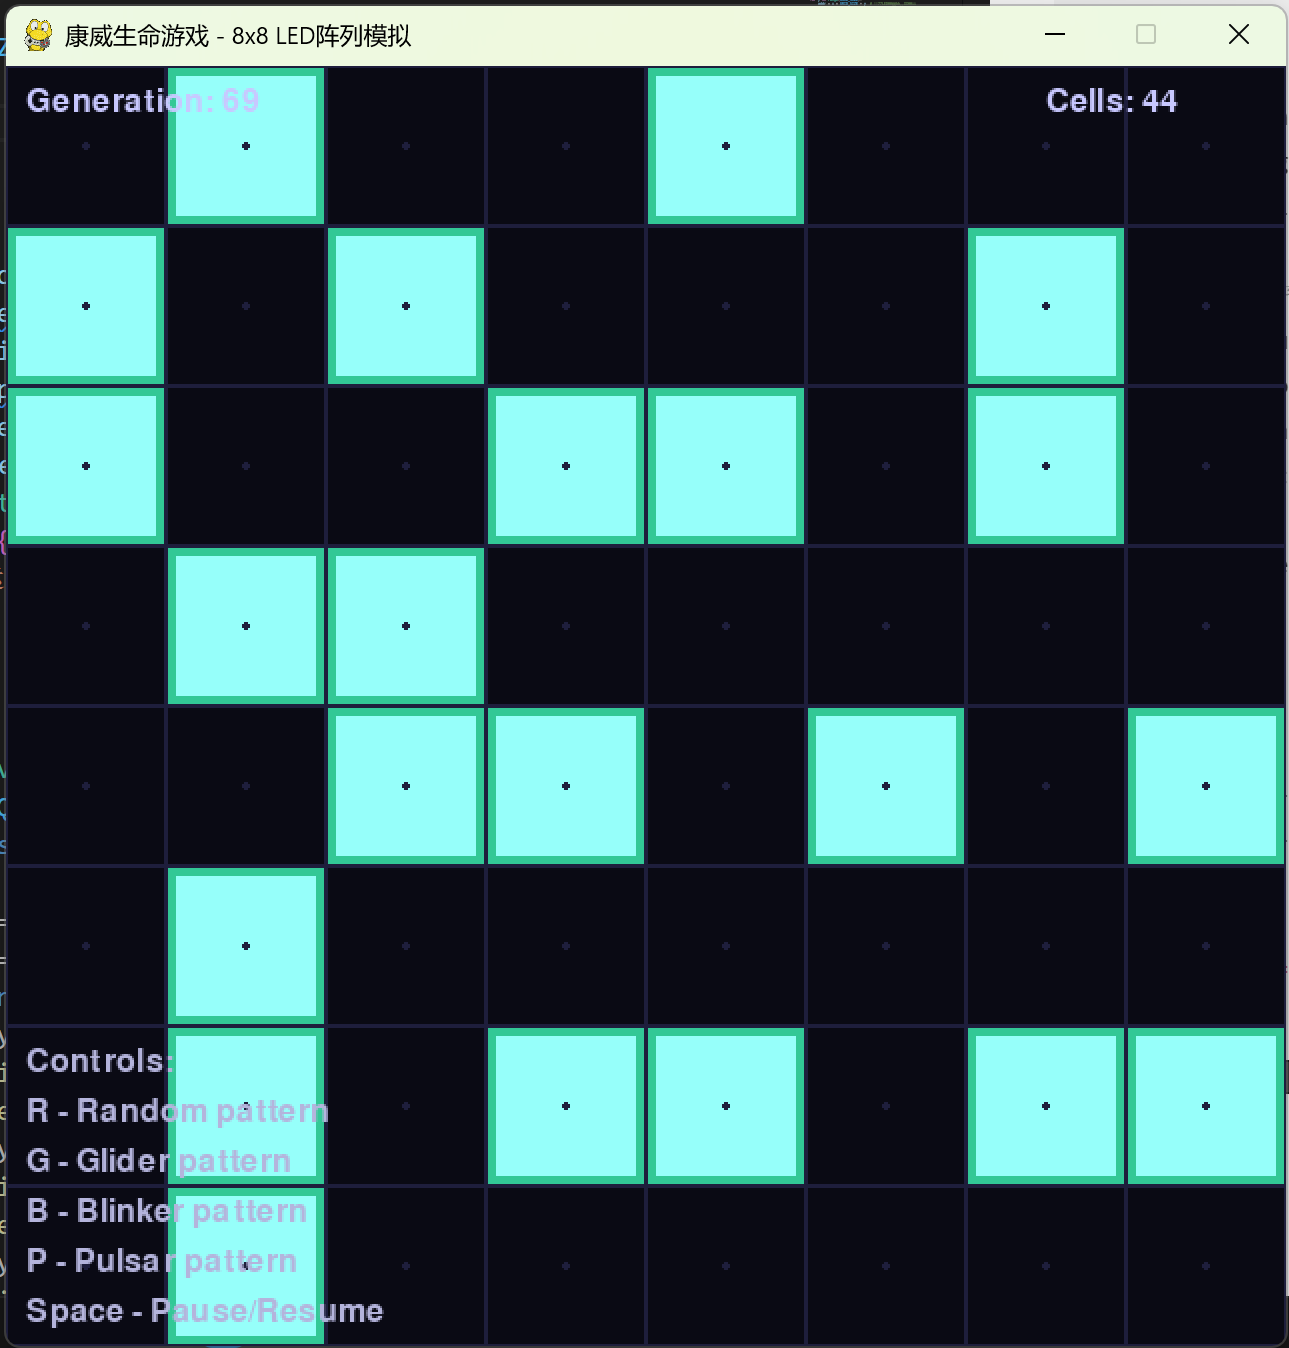 康威生命游戏 - 8x8 LED阵列模拟
Generation: 69
Cells: 44
Controls:
R - Random pattern
G - Glider pattern
B - Blinker pattern
P - Pulsar pattern
Space - Pause/Resume